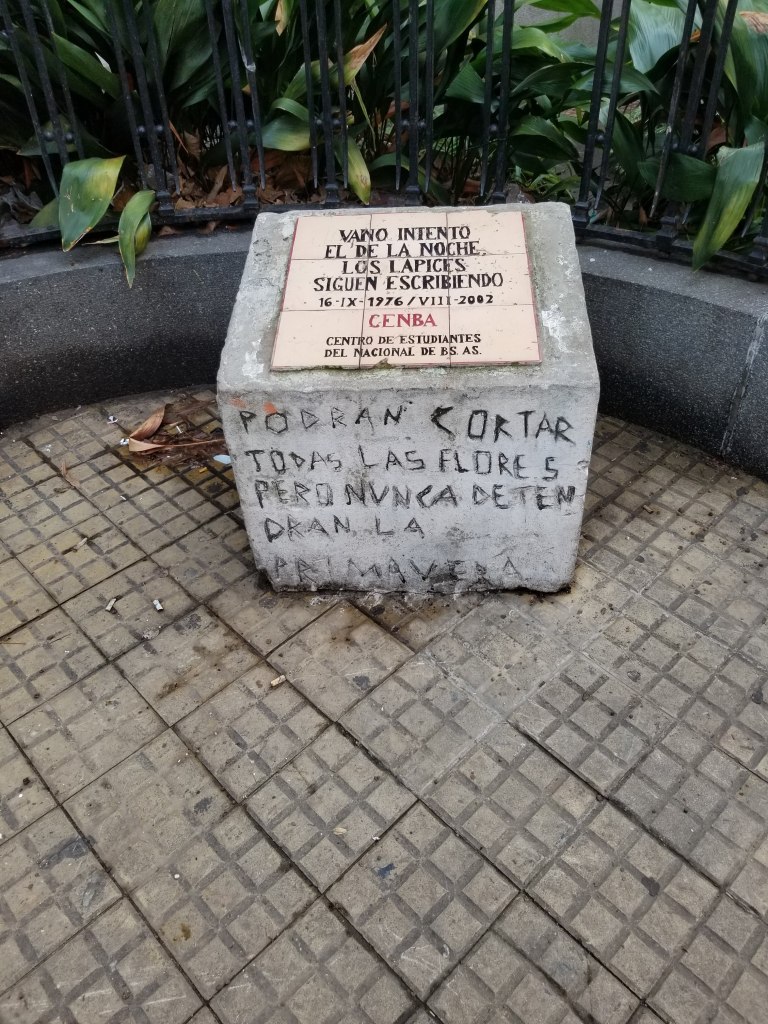 VANO INTENTO
EL DE LA NOCHE,
LOS LAPICES
SIGUEN ESCRIBIENDO
16-IX-1976/VIII-2002
CENBA
CENTRO DE ESTUDIANTES
DEL NACIONAL DE BS. AS.
PODRAN CORTAR
TODAS LAS FLORES
PERO NUNCA DETEN
DRAN LA
PRIMAVERA